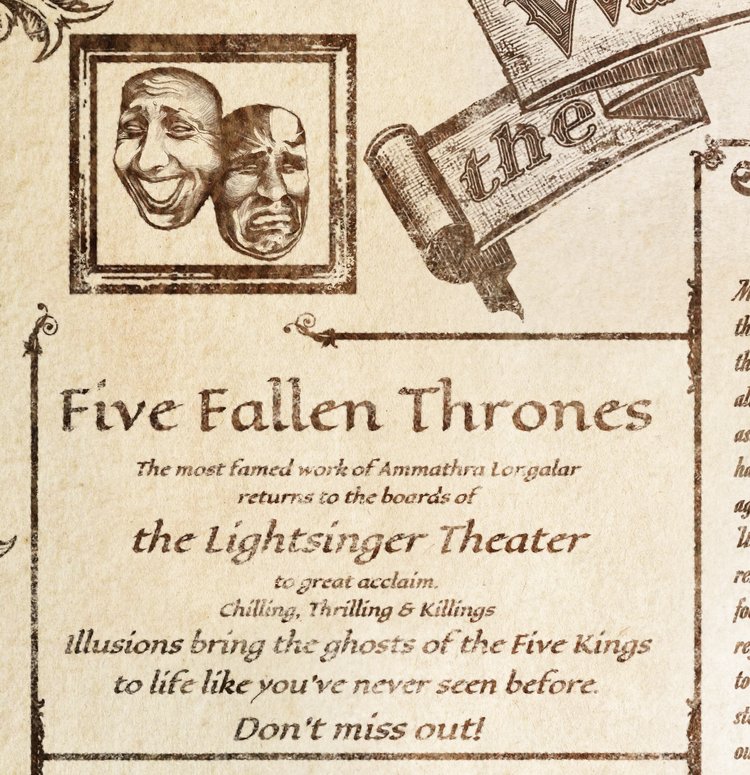 the
Five Fallen Thrones
The most famed work of Ammathra Lorgalar
returns to the boards of
the Lightsinger Theater
to great acclaim.
Chilling, Thrilling & Killings
Illusions bring the ghosts of the Five Kings
to life like you've never seen before.
Don't miss out!